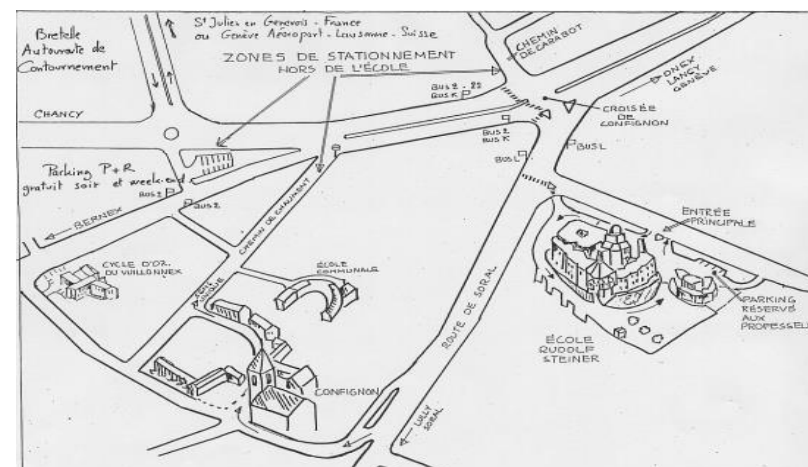 Bretelle
Autoroute de
Contournement
St Julien en Genevois - France
ou Genève Aéroport - Lausanne - Suisse
ZONES DE STATIONNEMENT
HORS DE L'ÉCOLE
CHEMIN
DE CARABOT
ONEX
LANCY
GENÈVE
BUS 2 - 22
BUS K
CROISÉE
DE
CONFIGNON
CHANCY
BUS 2
BUS K
BUS L
BUS L
Parking P+R
gratuit soir et week-end
BUS 2
BUS 2
BERNEX
CHEMIN DE CHAUMONT
ENTRÉE
PRINCIPALE
CYCLE D'OR.
DU VUILLONNEX
ÉCOLE
COMMUNALE
SENS
UNIQUE
ROUTE DE SORAL
PARKING
RÉSERVÉ
AUX
PROFESSEU
ÉCOLE
RUDOLF
STEINER
CONFIGNON
LULLY
SORAL